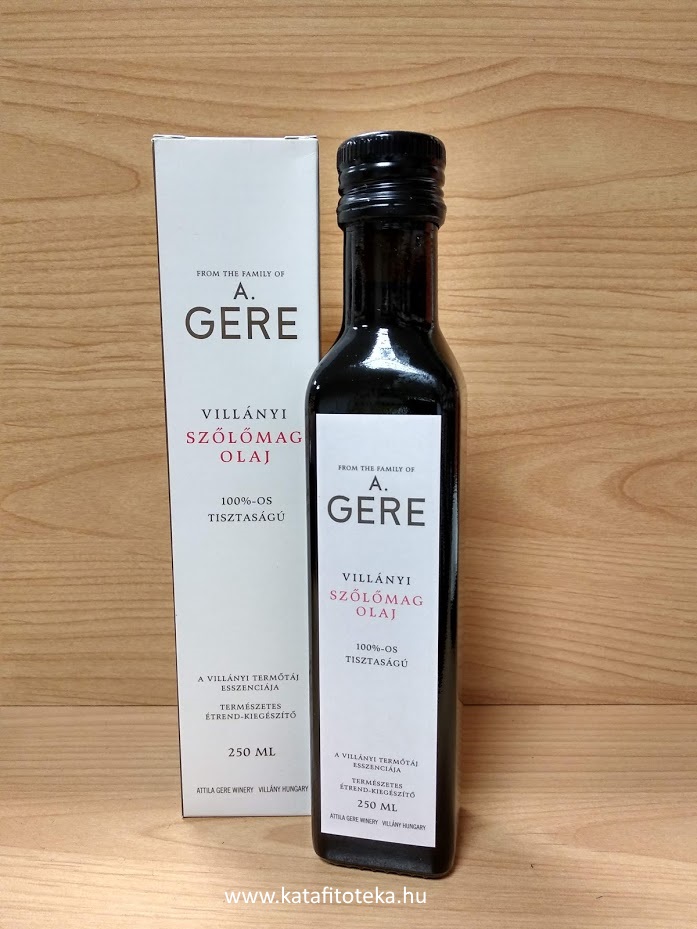 FROM THE FAMILY OF
A.
GERE
VILLÁNYI
SZŐLŐMAG
OLAJ
100%-OS
TISZTASÁGÚ
A VILLÁNYI TERMŐTÁJ
ESSZENCIÁJA
TERMÉSZETES
ÉTREND-KIEGÉSZÍTŐ
250 ML
ATTILA GERE WINERY VILLÁNY HUNGARY
FROM THE FAMILY OF
A.
GERE
VILLÁNYI
SZŐLŐMAG
OLAJ
100%-OS
TISZTASÁGÚ
A VILLÁNYI TERMŐTÁJ
ESSZENCIÁJA
TERMÉSZETES
ÉTREND-KIEGÉSZÍTŐ
250 ML
ATTILA GERE WINERY VILLÁNY HUNGARY
www.katafitoteka.hu